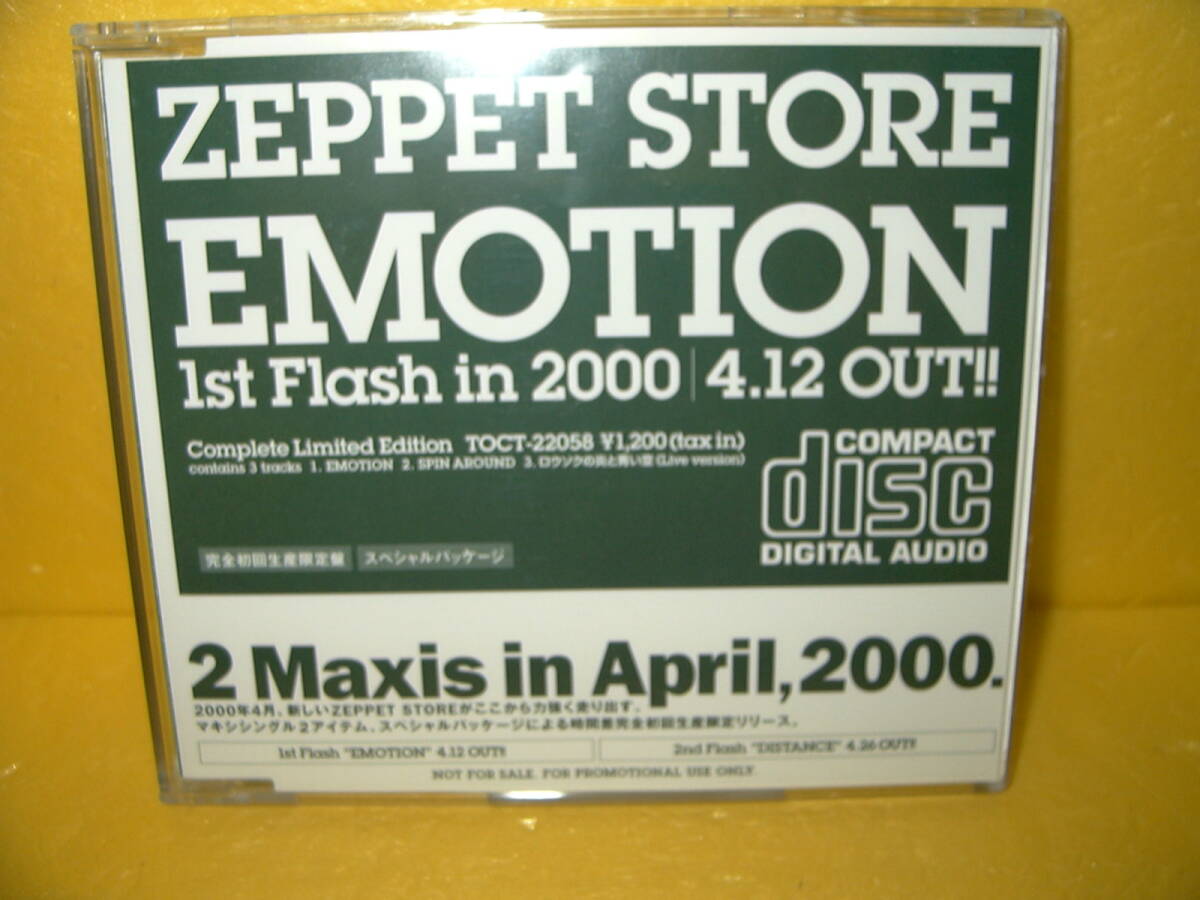 ZEPPET STORE
EMOTION
1st Flash in 2000 | 4.12 OUT!!
Complete Limited Edition TOCT-22058 ¥1,200(tax in)
contains 3 tracks 1. EMOTION 2. SPIN AROUND 3. ロウソクの炎と青い空(Live version)
COMPACT
disc
DIGITAL AUDIO
完全初回生産限定盤 スペシャルパッケージ
2 Maxis in April,2000.
2000年4月、新しいZEPPET STOREがここから力強く走り出す。
マキシシングル2アイテム、スペシャルパッケージによる時間差完全初回生産限定リリース。
1st Flash "EMOTION" 4.12 OUT!! 2nd Flash "DISTANCE" 4.26 OUT!!
NOT FOR SALE. FOR PROMOTIONAL USE ONLY.